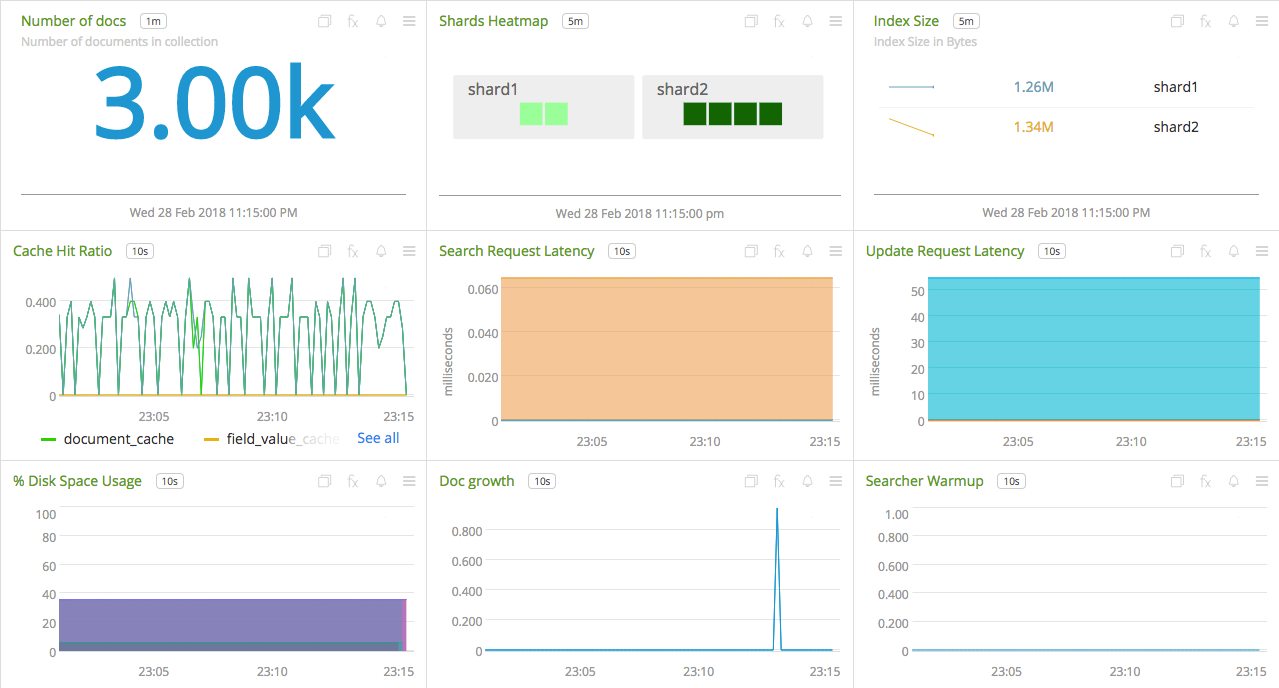 Number of docs 1m
Number of documents in collection
3.00k
Wed 28 Feb 2018 11:15:00 PM
Shards Heatmap 5m
shard1 shard2
Wed 28 Feb 2018 11:15:00 pm
Index Size 5m
Index Size in Bytes
1.26M shard1
1.34M shard2
Wed 28 Feb 2018 11:15:00 PM
Cache Hit Ratio 10s
0.400
0.200
0
23:05 23:10 23:15
document_cache field_value_cache See all
Search Request Latency 10s
milliseconds
0.060
0.040
0.020
0
23:05 23:10 23:15
Update Request Latency 10s
milliseconds
50
40
30
20
10
0
23:05 23:10 23:15
% Disk Space Usage 10s
100
80
60
40
20
0
23:05 23:10 23:15
Doc growth 10s
0.800
0.600
0.400
0.200
0
23:05 23:10 23:15
Searcher Warmup 10s
1.00
0.800
0.600
0.400
0.200
0
23:05 23:10 23:15